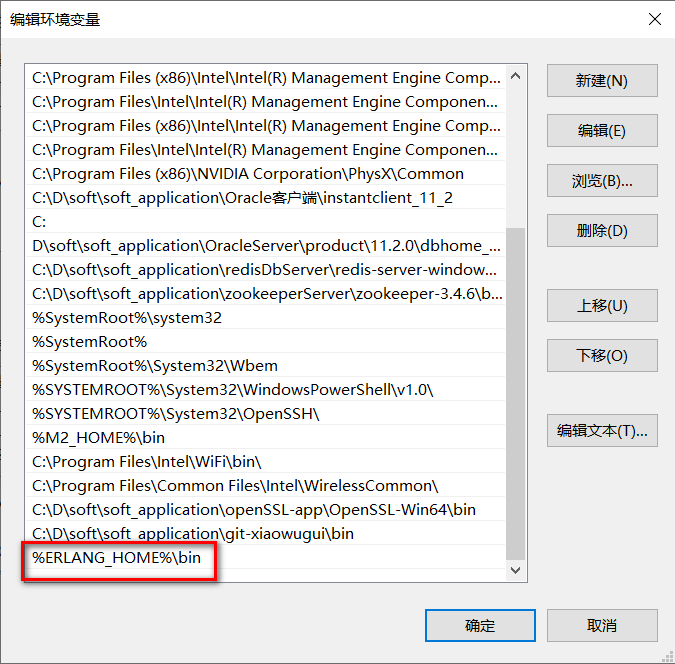 编辑环境变量
C:\Program Files (x86)\Intel\Intel(R) Management Engine Comp...
C:\Program Files\Intel\Intel(R) Management Engine Componen...
C:\Program Files (x86)\Intel\Intel(R) Management Engine Comp...
C:\Program Files\Intel\Intel(R) Management Engine Componen...
C:\Program Files (x86)\NVIDIA Corporation\PhysX\Common
C:\D\soft\soft_application\Oracle客户端\instantclient_11_2
C:
D\soft\soft_application\OracleServer\product\11.2.0\dbhome_...
C:\D\soft\soft_application\redisDbServer\redis-server-window...
C:\D\soft\soft_application\zookeeperServer\zookeeper-3.4.6\b...
%SystemRoot%\system32
%SystemRoot%
%SystemRoot%\System32\Wbem
%SYSTEMROOT%\System32\WindowsPowerShell\v1.0\
%SYSTEMROOT%\System32\OpenSSH\
%M2_HOME%\bin
C:\Program Files\Intel\WiFi\bin\
C:\Program Files\Common Files\Intel\WirelessCommon\
C:\D\soft\soft_application\openSSL-app\OpenSSL-Win64\bin
C:\D\soft\soft_application\git-xiaowugui\bin
%ERLANG_HOME%\bin
新建(N)
编辑(E)
浏览(B)...
删除(D)
上移(U)
下移(O)
编辑文本(T)...
确定
取消